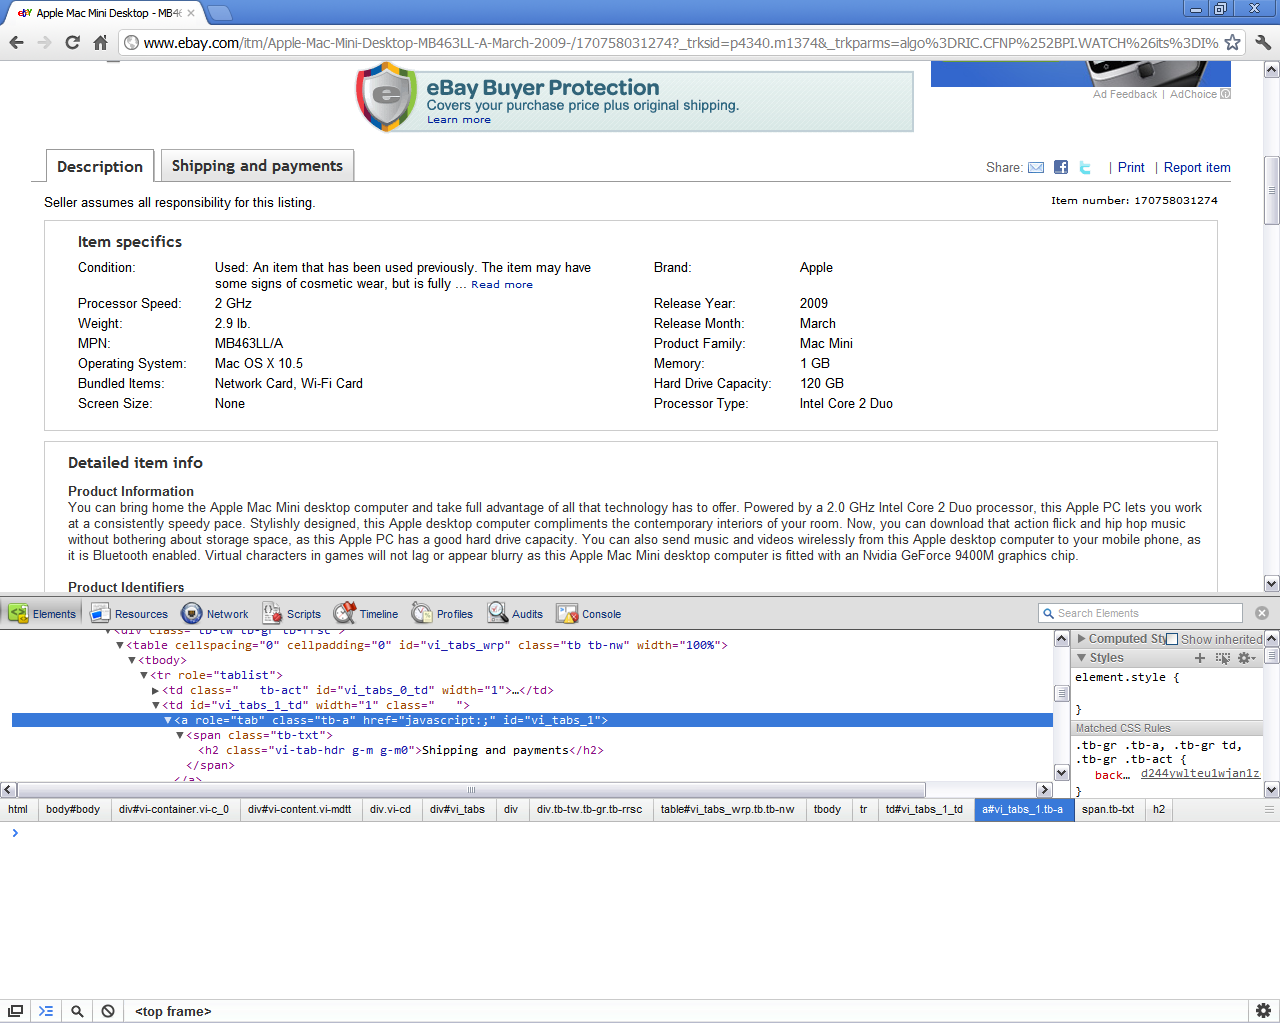 Apple Mac Mini Desktop - MB46
www.ebay.com/itm/Apple-Mac-Mini-Desktop-MB463LL-A-March-2009-/170758031274?_trksid=p4340.m1374&_trkparms=algo%3DRIC.CFNP%252BPI.WATCH%26its%3DI%
eBay Buyer Protection
Covers your purchase price plus original shipping.
Learn more
Ad Feedback | AdChoice
Description
Shipping and payments
Share: | Print | Report item
Seller assumes all responsibility for this listing.
Item number: 170758031274
Item specifics
Condition: Used: An item that has been used previously. The item may have some signs of cosmetic wear, but is fully ... Read more
Brand: Apple
Processor Speed: 2 GHz
Release Year: 2009
Weight: 2.9 lb.
Release Month: March
MPN: MB463LL/A
Product Family: Mac Mini
Operating System: Mac OS X 10.5
Memory: 1 GB
Bundled Items: Network Card, Wi-Fi Card
Hard Drive Capacity: 120 GB
Screen Size: None
Processor Type: Intel Core 2 Duo
Detailed item info
Product Information
You can bring home the Apple Mac Mini desktop computer and take full advantage of all that technology has to offer. Powered by a 2.0 GHz Intel Core 2 Duo processor, this Apple PC lets you work
at a consistently speedy pace. Stylishly designed, this Apple desktop computer compliments the contemporary interiors of your room. Now, you can download that action flick and hip hop music
without bothering about storage space, as this Apple PC has a good hard drive capacity. You can also send music and videos wirelessly from this Apple desktop computer to your mobile phone, as
it is Bluetooth enabled. Virtual characters in games will not lag or appear blurry as this Apple Mac Mini desktop computer is fitted with an Nvidia GeForce 9400M graphics chip.
Product Identifiers
Elements Resources Network Scripts Timeline Profiles Audits Console
Search Elements
<div class="tb-tw tb-gr tb-rrsc">
<table cellspacing="0" cellpadding="0" id="vi_tabs_wrp" class="tb tb-nw" width="100%">
<tbody>
<tr role="tablist">
<td class="   tb-act" id="vi_tabs_0_td" width="1">…</td>
<td id="vi_tabs_1_td" width="1" class="   ">
<a role="tab" class="tb-a" href="javascript:;" id="vi_tabs_1">
<span class="tb-txt">
<h2 class="vi-tab-hdr g-m g-m0">Shipping and payments</h2>
</span>
</a>
Computed Sty Show inherited
Styles
element.style {
}
Matched CSS Rules
.tb-gr .tb-a, .tb-gr td,
.tb-gr .tb-act {
back… d244ywlteu1wjan1z
}
html body#body div#vi-container.vi-c_0 div#vi-content.vi-mdtt div.vi-cd div#vi_tabs div div.tb-tw.tb-gr.tb-rrsc table#vi_tabs_wrp.tb.tb-nw tbody tr td#vi_tabs_1_td a#vi_tabs_1.tb-a span.tb-txt h2
<top frame>